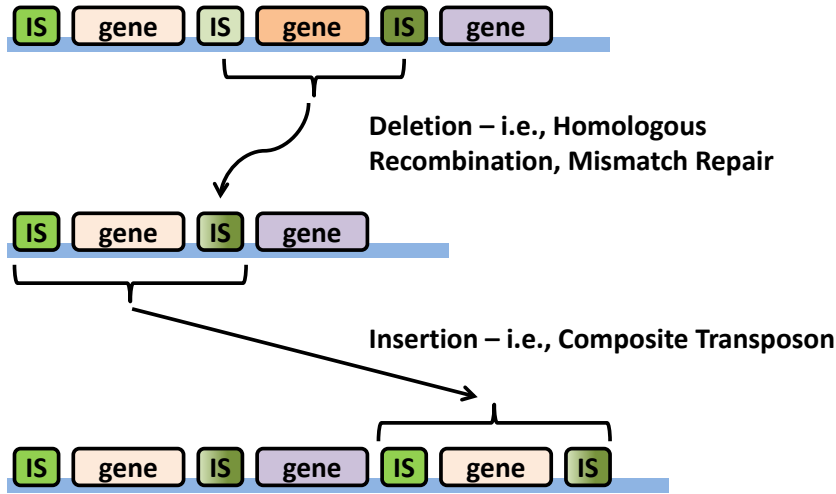 IS gene IS gene IS gene
Deletion – i.e., Homologous
Recombination, Mismatch Repair
IS gene IS gene
Insertion – i.e., Composite Transposon
IS gene IS gene IS gene IS